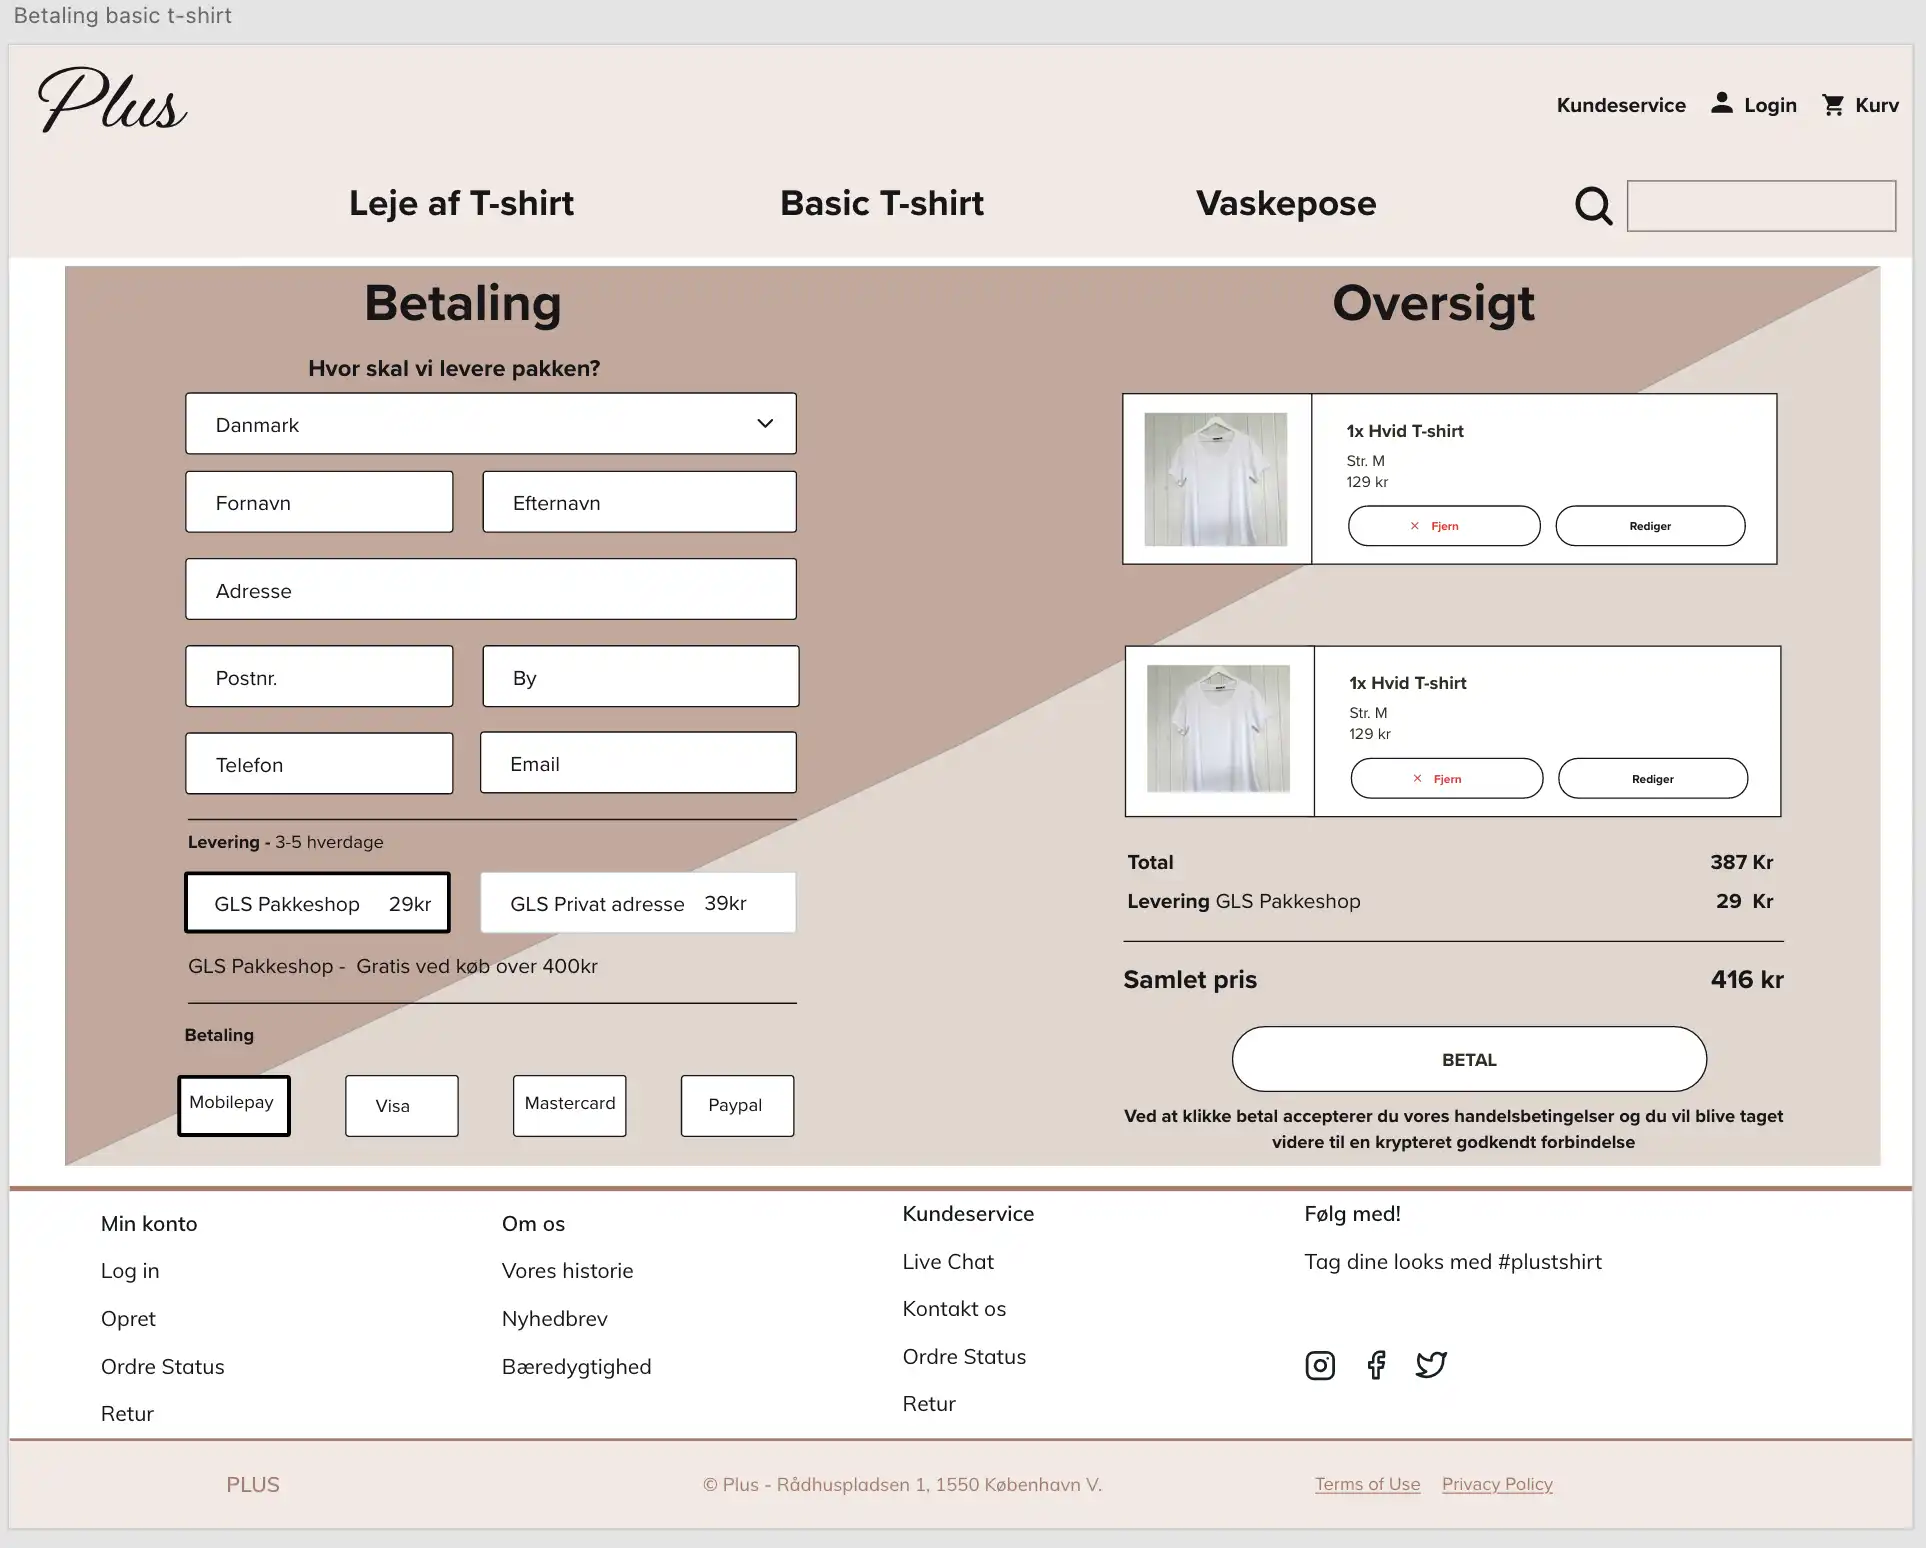 Betaling basic t-shirt
Plus
Kundeservice Login Kurv
Leje af T-shirt Basic T-shirt Vaskepose
Betaling
Hvor skal vi levere pakken?
Danmark
Fornavn Efternavn
Adresse
Postnr. By
Telefon Email
Levering - 3-5 hverdage
GLS Pakkeshop 29kr GLS Privat adresse 39kr
GLS Pakkeshop - Gratis ved køb over 400kr
Betaling
Mobilepay Visa Mastercard Paypal
Oversigt
1x Hvid T-shirt
Str. M
129 kr
× Fjern Rediger
1x Hvid T-shirt
Str. M
129 kr
× Fjern Rediger
Total 387 Kr
Levering GLS Pakkeshop 29 Kr
Samlet pris 416 kr
BETAL
Ved at klikke betal accepterer du vores handelsbetingelser og du vil blive taget
videre til en krypteret godkendt forbindelse
Min konto
Log in
Opret
Ordre Status
Retur
Om os
Vores historie
Nyhedbrev
Bæredygtighed
Kundeservice
Live Chat
Kontakt os
Ordre Status
Retur
Følg med!
Tag dine looks med #plustshirt
PLUS © Plus - Rådhuspladsen 1, 1550 København V. Terms of Use Privacy Policy